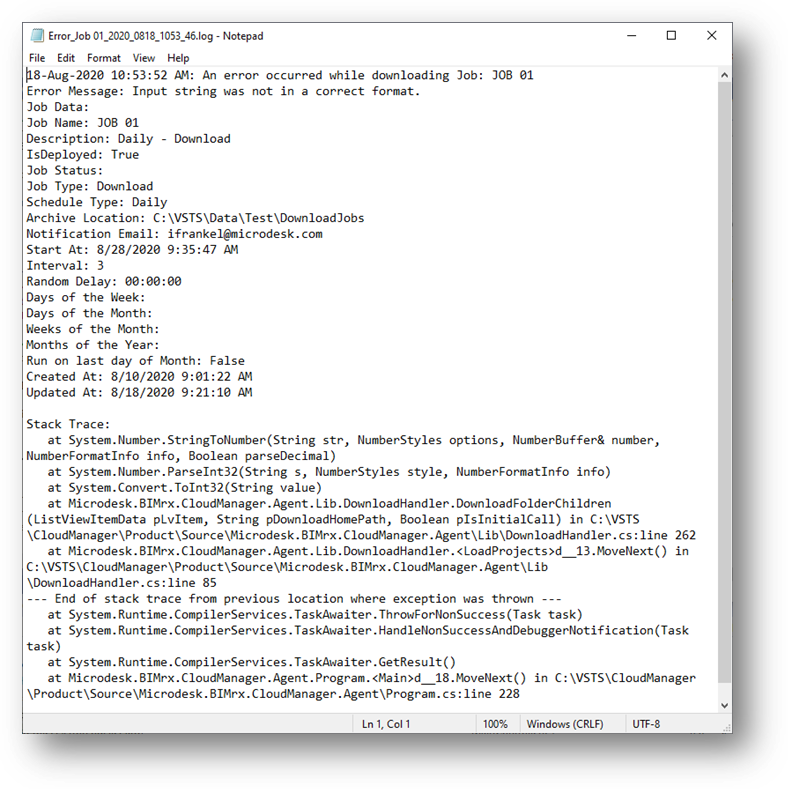 Error_Job 01_2020_0818_1053_46.log - Notepad
File Edit Format View Help
18-Aug-2020 10:53:52 AM: An error occurred while downloading Job: JOB 01
Error Message: Input string was not in a correct format.
Job Data:
Job Name: JOB 01
Description: Daily - Download
IsDeployed: True
Job Status:
Job Type: Download
Schedule Type: Daily
Archive Location: C:\VSTS\Data\Test\DownloadJobs
Notification Email: ifrankel@microdesk.com
Start At: 8/28/2020 9:35:47 AM
Interval: 3
Random Delay: 00:00:00
Days of the Week:
Days of the Month:
Weeks of the Month:
Months of the Year:
Run on last day of Month: False
Created At: 8/10/2020 9:01:22 AM
Updated At: 8/18/2020 9:21:10 AM
Stack Trace:
at System.Number.StringToNumber(String str, NumberStyles options, NumberBuffer& number,
NumberFormatInfo info, Boolean parseDecimal)
at System.Number.ParseInt32(String s, NumberStyles style, NumberFormatInfo info)
at System.Convert.ToInt32(String value)
at Microdesk.BIMrx.CloudManager.Agent.Lib.DownloadHandler.DownloadFolderChildren
(ListViewItemData pLvItem, String pDownloadHomePath, Boolean pIsInitialCall) in C:\VSTS
\CloudManager\Product\Source\Microdesk.BIMrx.CloudManager.Agent\Lib\DownloadHandler.cs:line 262
at Microdesk.BIMrx.CloudManager.Agent.Lib.DownloadHandler.<LoadProjects>d__13.MoveNext() in
C:\VSTS\CloudManager\Product\Source\Microdesk.BIMrx.CloudManager.Agent\Lib
\DownloadHandler.cs:line 85
--- End of stack trace from previous location where exception was thrown ---
at System.Runtime.CompilerServices.TaskAwaiter.ThrowForNonSuccess(Task task)
at System.Runtime.CompilerServices.TaskAwaiter.HandleNonSuccessAndDebuggerNotification(Task
task)
at System.Runtime.CompilerServices.TaskAwaiter.GetResult()
at Microdesk.BIMrx.CloudManager.Agent.Program.<Main>d__18.MoveNext() in C:\VSTS\CloudManager
\Product\Source\Microdesk.BIMrx.CloudManager.Agent\Program.cs:line 228
Ln 1, Col 1 100% Windows (CRLF) UTF-8